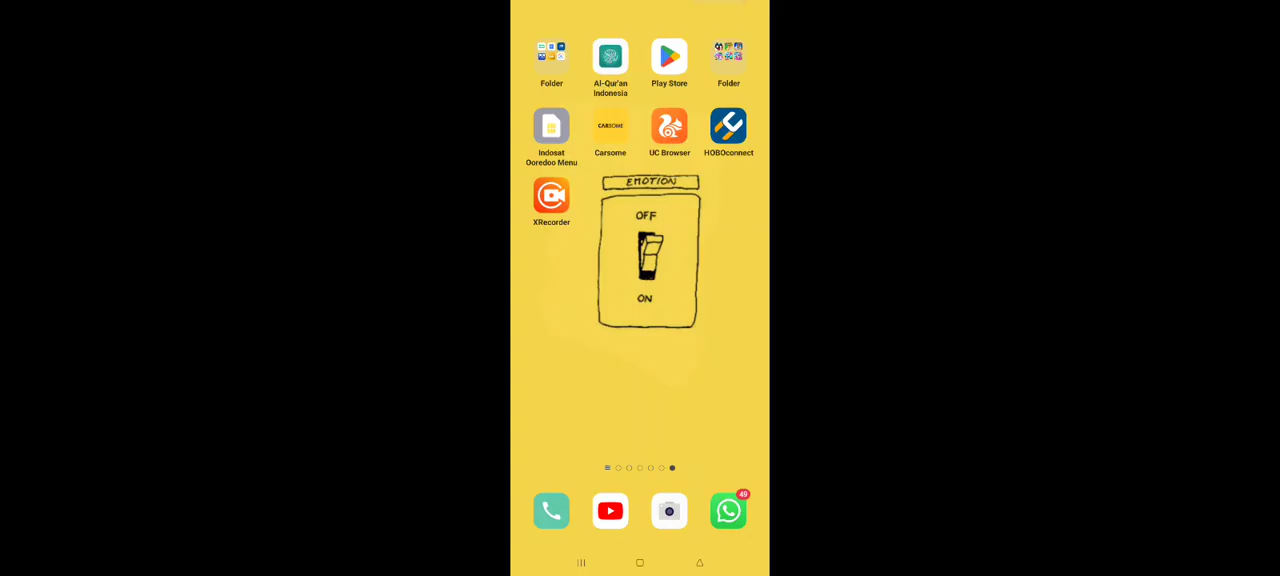 Folder
Al-Qur'an
Indonesia
Play Store
Folder
Indosat
Ooredoo Menu
CARSOME
Carsome
UC Browser
HOBOconnect
XRecorder
EMOTION
OFF
ON
49